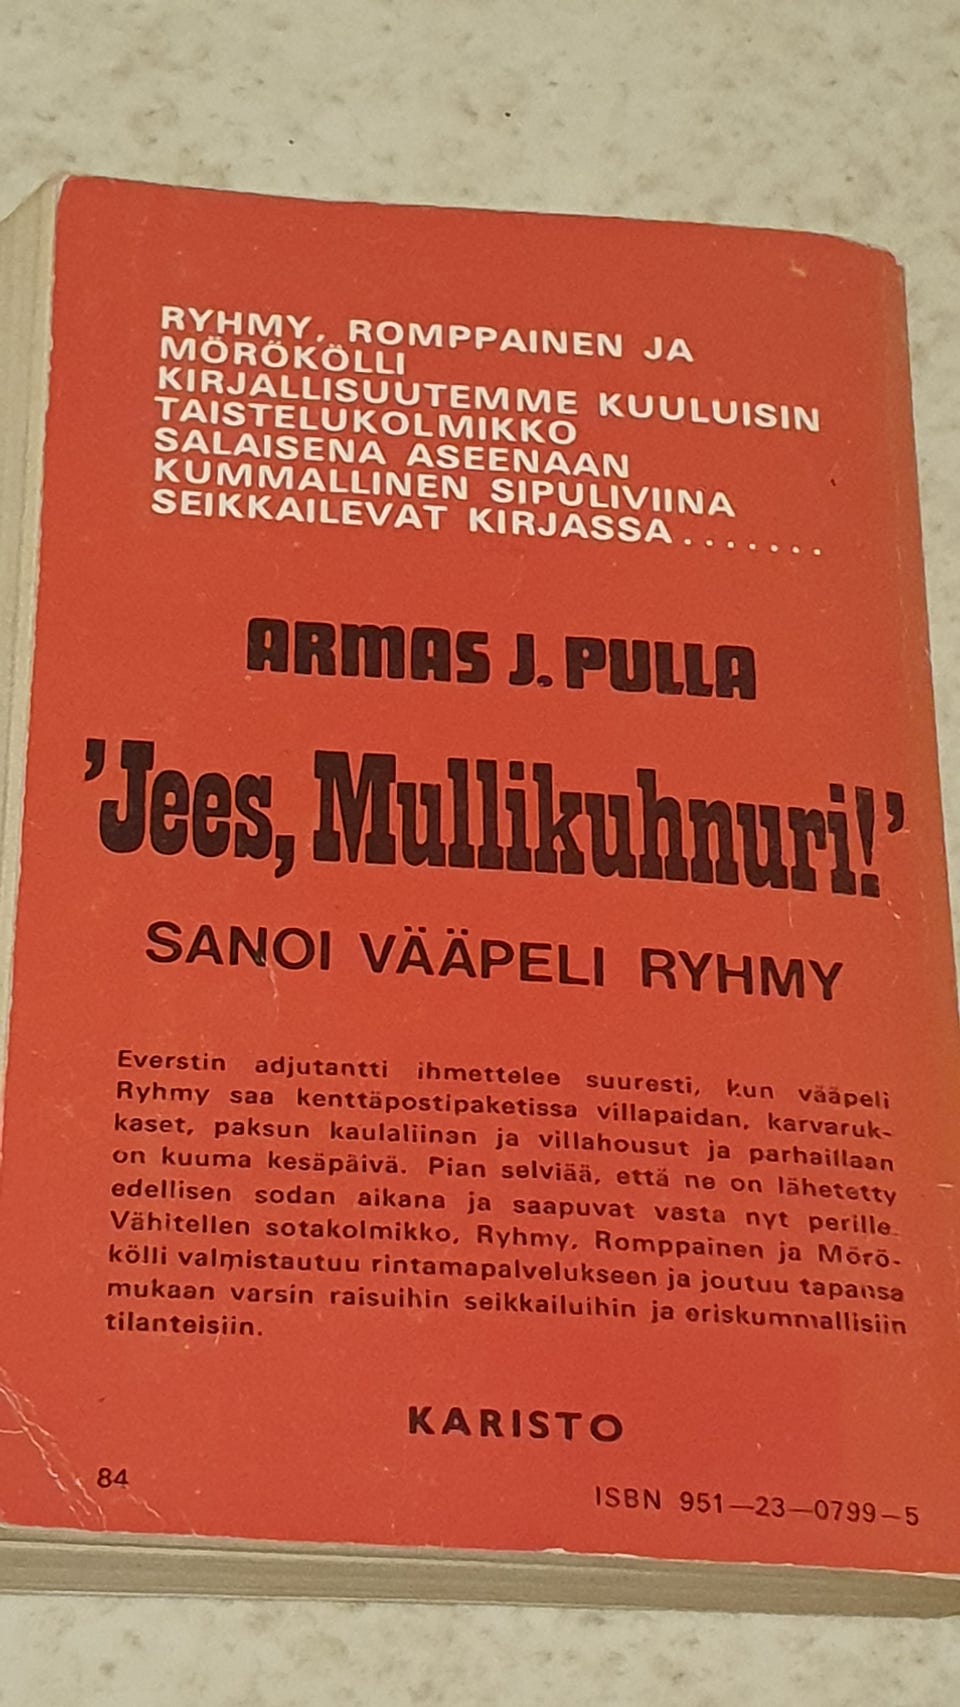 RYHMY, ROMPPAINEN JA
MÖRÖKÖLLI
KIRJALLISUUTEMME KUULUISIN
TAISTELUKOLMIKKO
SALAISENA ASEENAAN
KUMMALLINEN SIPULIVIINA
SEIKKAILEVAT KIRJASSA.......
ARMAS J. PULLA
’Jees, Mullikuhnuri!’
SANOI VÄÄPELI RYHMY
Everstin adjutantti ihmettelee suuresti, kun vääpeli
Ryhmy saa kenttäpostipaketissa villapaidan, karvaruk-
kaset, paksun kaulaliinan ja villahousut ja parhaillaan
on kuuma kesäpäivä. Pian selviää, että ne on lähetetty
edellisen sodan aikana ja saapuvat vasta nyt perille.
Vähitellen sotakolmikko, Ryhmy, Romppainen ja Mörö-
kölli valmistautuu rintamapalvelukseen ja joutuu tapansa
mukaan varsin raisuihin seikkailuihin ja eriskummallisiin
tilanteisiin.
KARISTO
84
ISBN 951—23—0799—5